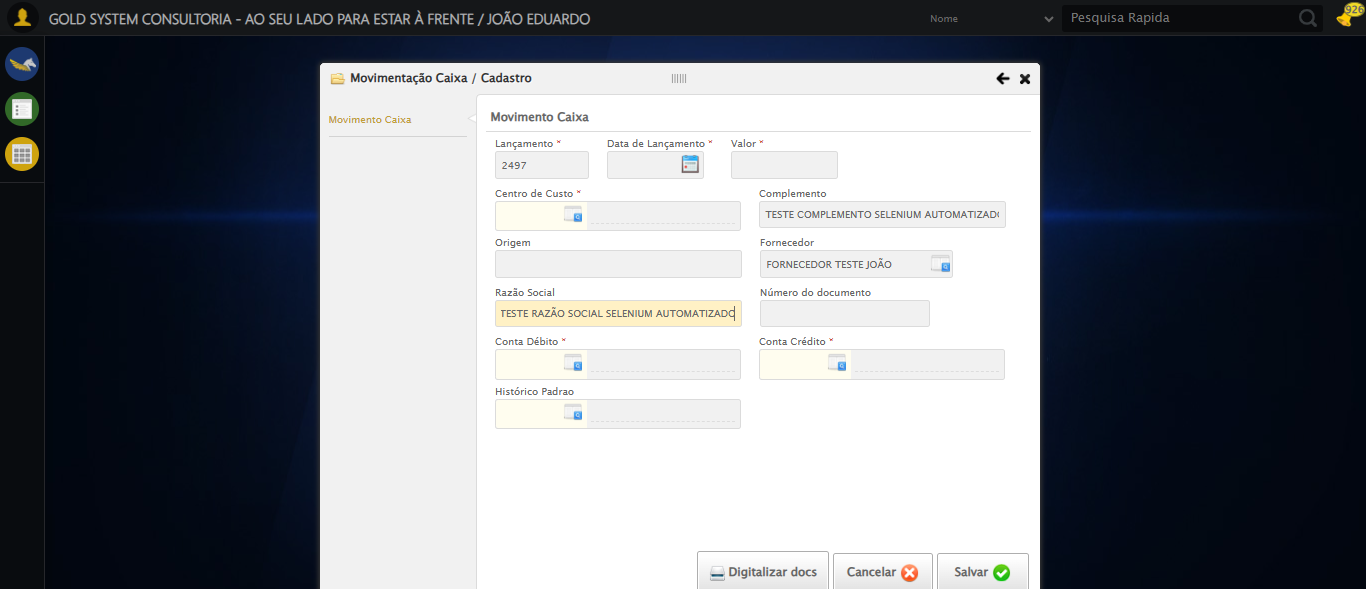 GOLD SYSTEM CONSULTORIA - AO SEU LADO PARA ESTAR À FRENTE / JOÃO EDUARDO
Nome
Pesquisa Rapida
926
Movimentação Caixa / Cadastro
Movimento Caixa
Movimento Caixa
Lançamento *
Data de Lançamento *
Valor *
2497
Centro de Custo *
Complemento
TESTE COMPLEMENTO SELENIUM AUTOMATIZADO
Origem
Fornecedor
FORNECEDOR TESTE JOÃO
Razão Social
Número do documento
TESTE RAZÃO SOCIAL SELENIUM AUTOMATIZADO
Conta Débito *
Conta Crédito *
Histórico Padrao
Digitalizar docs
Cancelar
Salvar